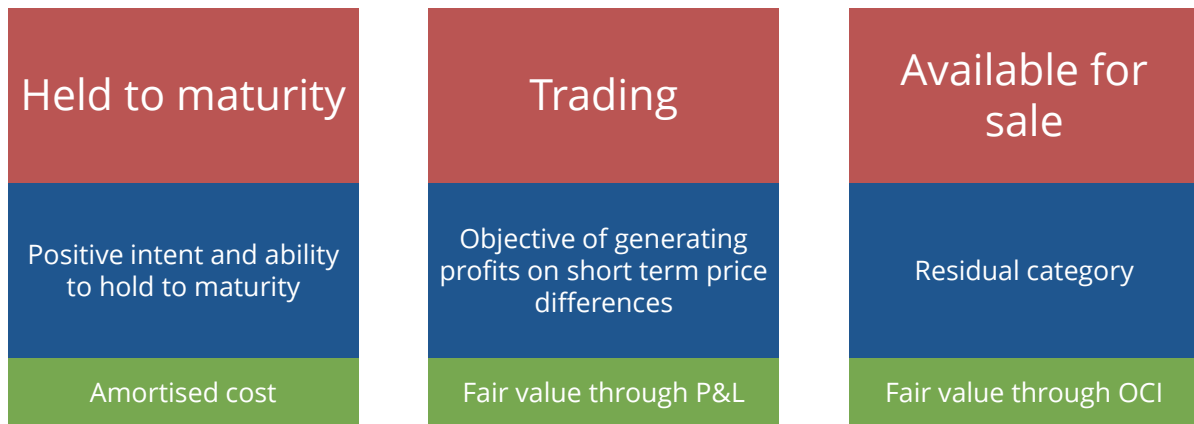 Held to maturity
Positive intent and ability
to hold to maturity
Amortised cost
Trading
Objective of generating
profits on short term price
differences
Fair value through P&L
Available for
sale
Residual category
Fair value through OCI